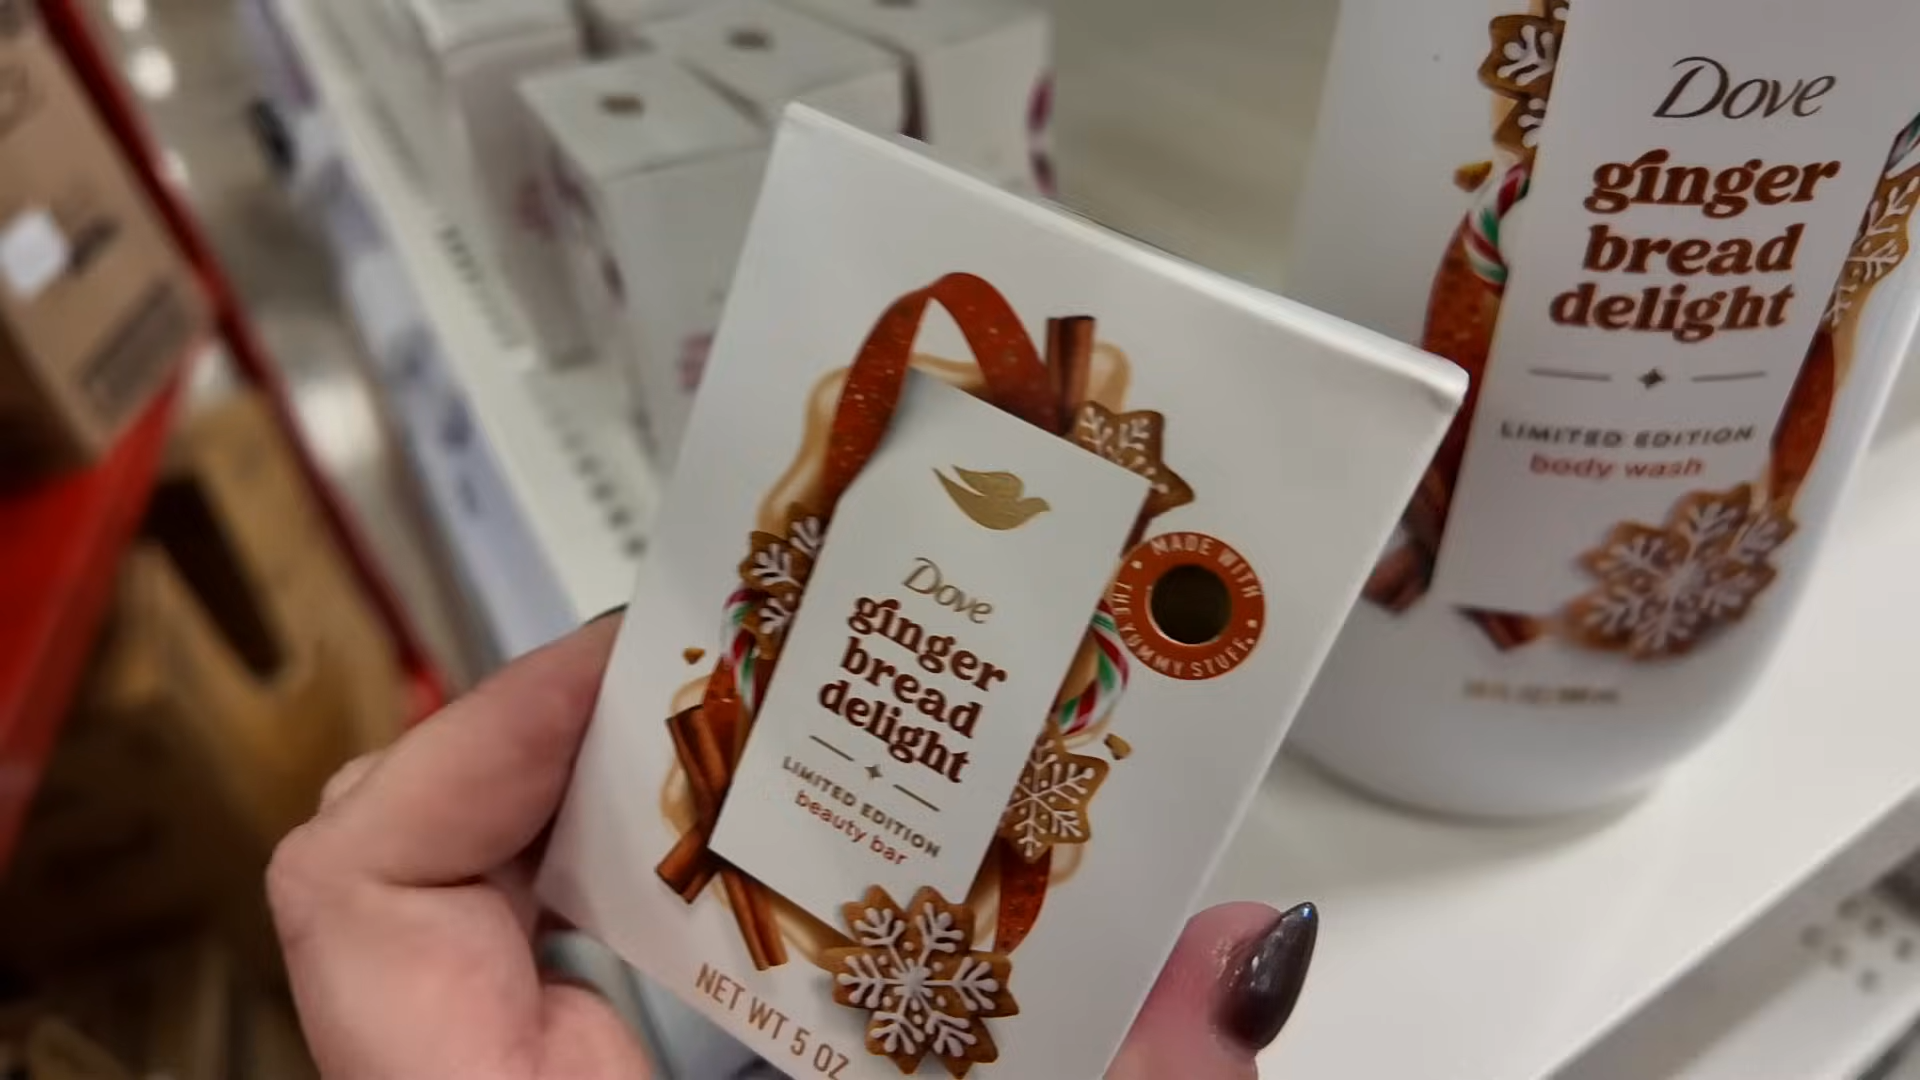 Dove
ginger
bread
delight
LIMITED EDITION
beauty bar
MADE WITH
THE YUMMY STUFF.
NET WT 5 OZ
Dove
ginger
bread
delight
LIMITED EDITION
body wash